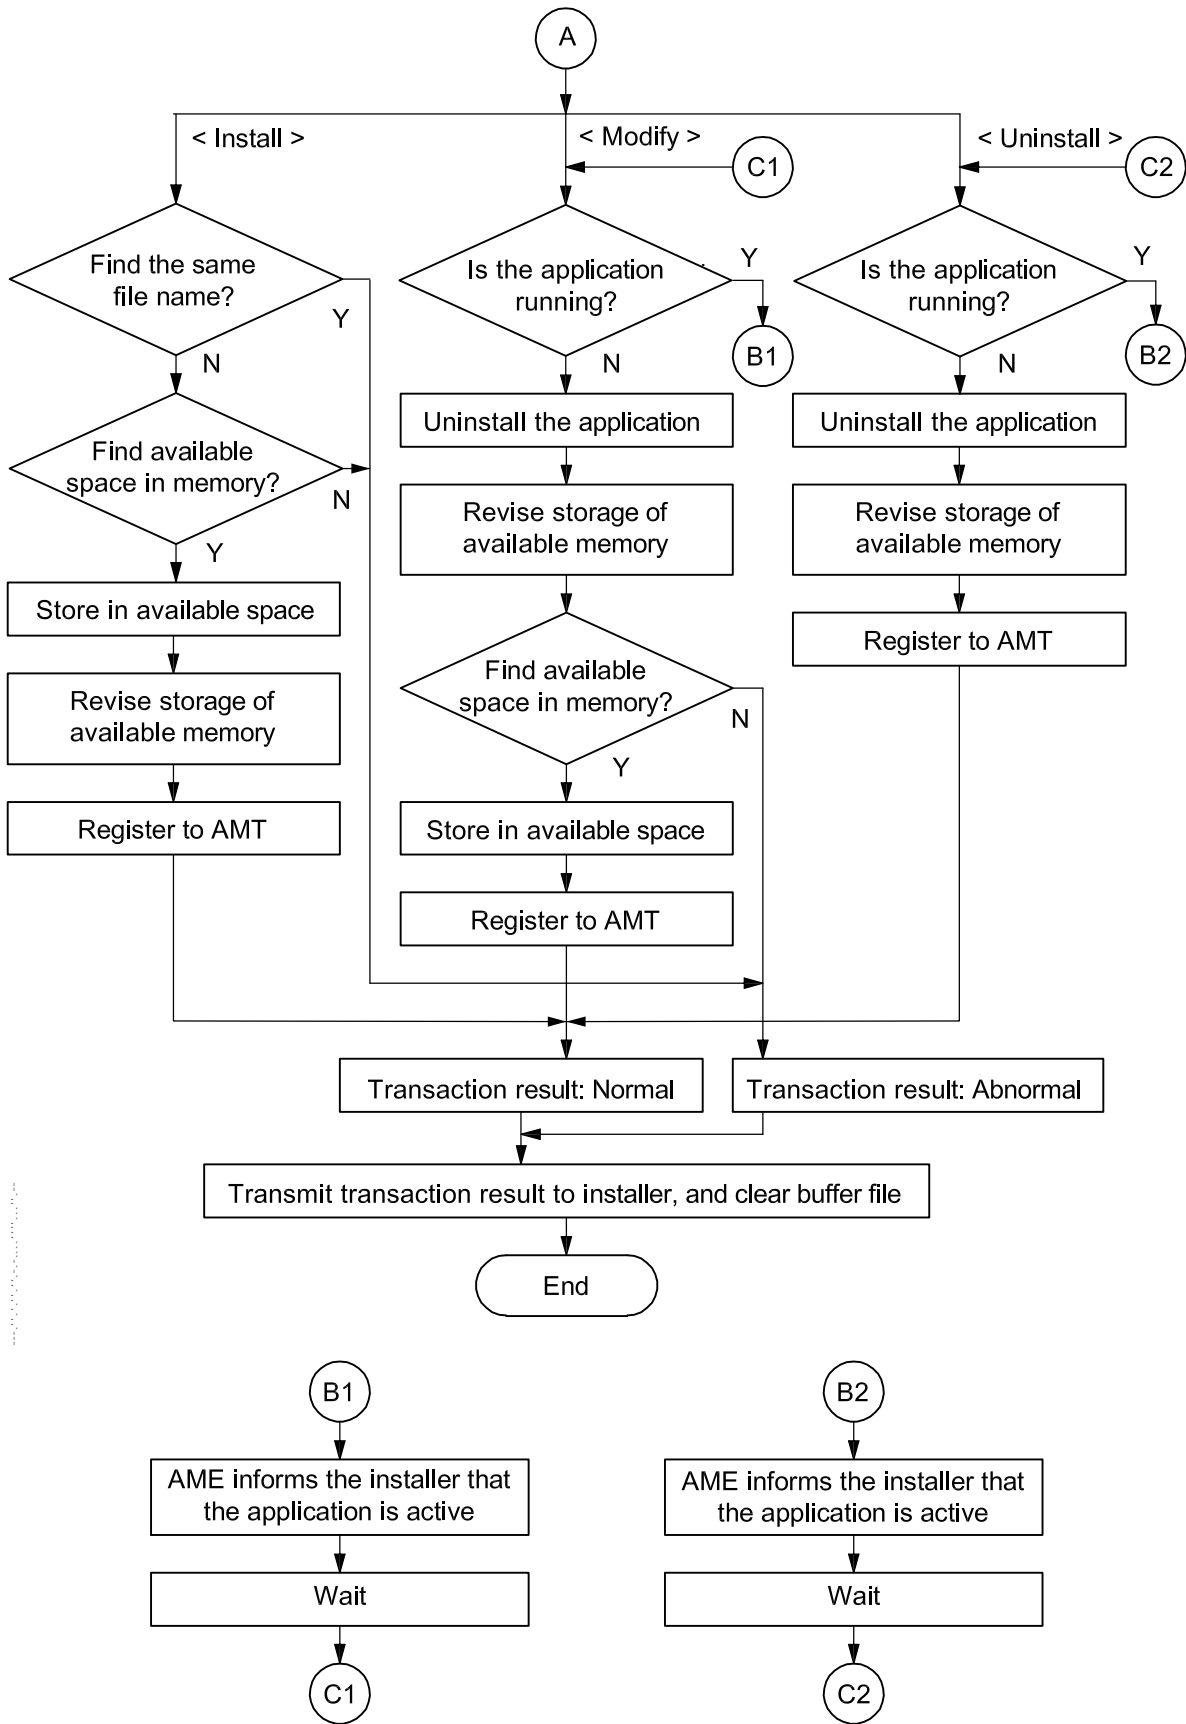 A
< Install >
< Modify >
< Uninstall >
C1
C2
Find the same
file name?
Y
N
Is the application
running?
Y
B1
N
Is the application
running?
Y
B2
N
Find available
space in memory?
N
Y
Uninstall the application
Uninstall the application
Revise storage of
available memory
Revise storage of
available memory
Store in available space
Register to AMT
Revise storage of
available memory
Find available
space in memory?
N
Y
Register to AMT
Store in available space
Register to AMT
Transaction result: Normal
Transaction result: Abnormal
Transmit transaction result to installer, and clear buffer file
End
B1
AME informs the installer that
the application is active
Wait
C1
B2
AME informs the installer that
the application is active
Wait
C2